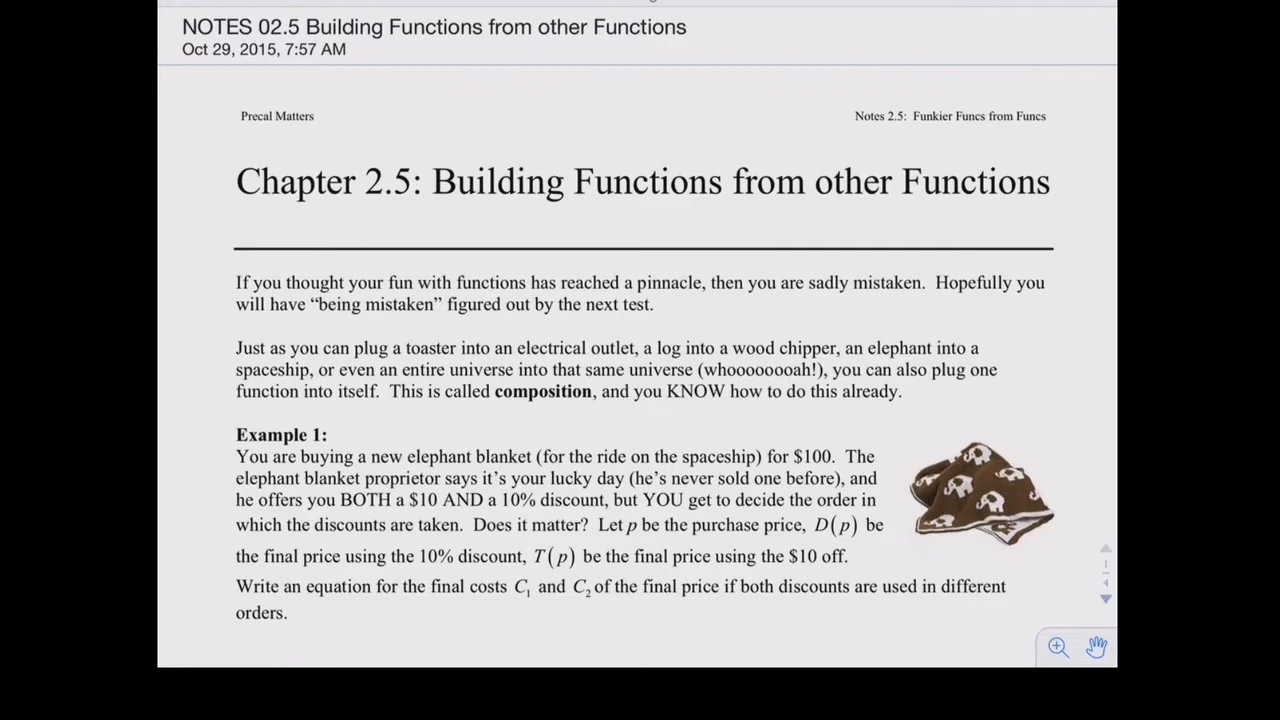 NOTES 02.5 Building Functions from other Functions
Oct 29, 2015, 7:57 AM
Precal Matters
Notes 2.5: Funkier Funcs from Funcs
Chapter 2.5: Building Functions from other Functions
If you thought your fun with functions has reached a pinnacle, then you are sadly mistaken. Hopefully you
will have “being mistaken” figured out by the next test.
Just as you can plug a toaster into an electrical outlet, a log into a wood chipper, an elephant into a
spaceship, or even an entire universe into that same universe (whoooooooah!), you can also plug one
function into itself. This is called composition, and you KNOW how to do this already.
Example 1:
You are buying a new elephant blanket (for the ride on the spaceship) for $100. The
elephant blanket proprietor says it’s your lucky day (he’s never sold one before), and
he offers you BOTH a $10 AND a 10% discount, but YOU get to decide the order in
which the discounts are taken. Does it matter? Let p be the purchase price, D(p) be
the final price using the 10% discount, T(p) be the final price using the $10 off.
Write an equation for the final costs C₁ and C₂ of the final price if both discounts are used in different
orders.
1
4